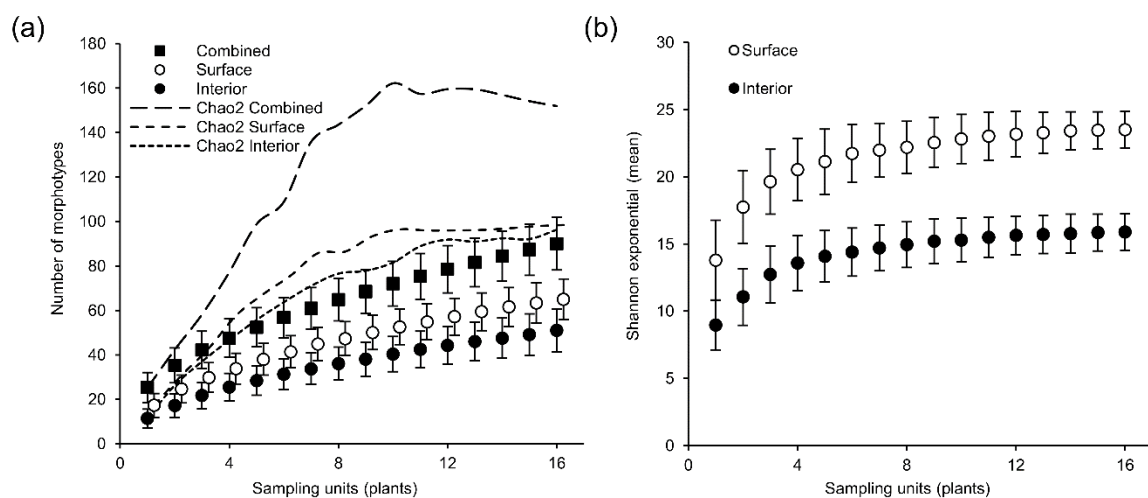 (a)
180
160
140
120
100
80
60
40
20
0
Number of morphotypes
Combined
Surface
Interior
Chao2 Combined
Chao2 Surface
Chao2 Interior
0 4 8 12 16
Sampling units (plants)
(b)
30
25
20
15
10
5
0
Shannon exponential (mean)
Surface
Interior
0 4 8 12 16
Sampling units (plants)